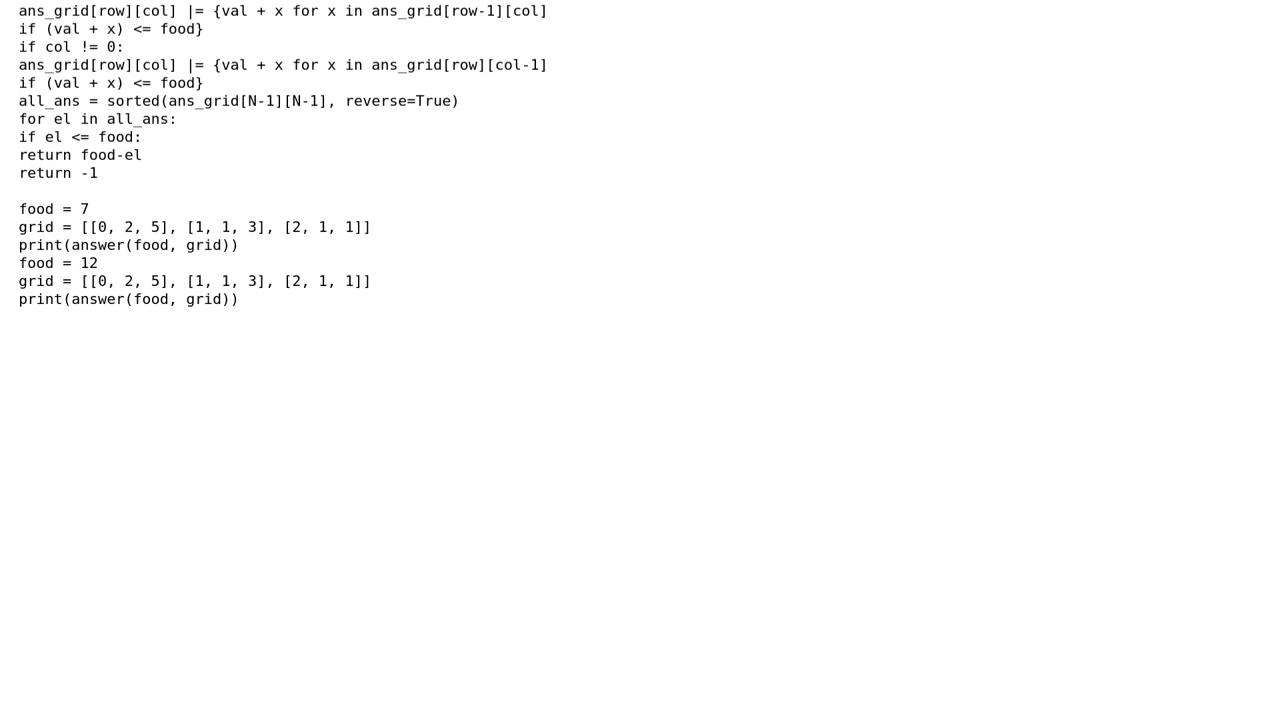 ans_grid[row][col] |= {val + x for x in ans_grid[row-1][col]
if (val + x) <= food}
if col != 0:
ans_grid[row][col] |= {val + x for x in ans_grid[row][col-1]
if (val + x) <= food}
all_ans = sorted(ans_grid[N-1][N-1], reverse=True)
for el in all_ans:
if el <= food:
return food-el
return -1

food = 7
grid = [[0, 2, 5], [1, 1, 3], [2, 1, 1]]
print(answer(food, grid))
food = 12
grid = [[0, 2, 5], [1, 1, 3], [2, 1, 1]]
print(answer(food, grid))